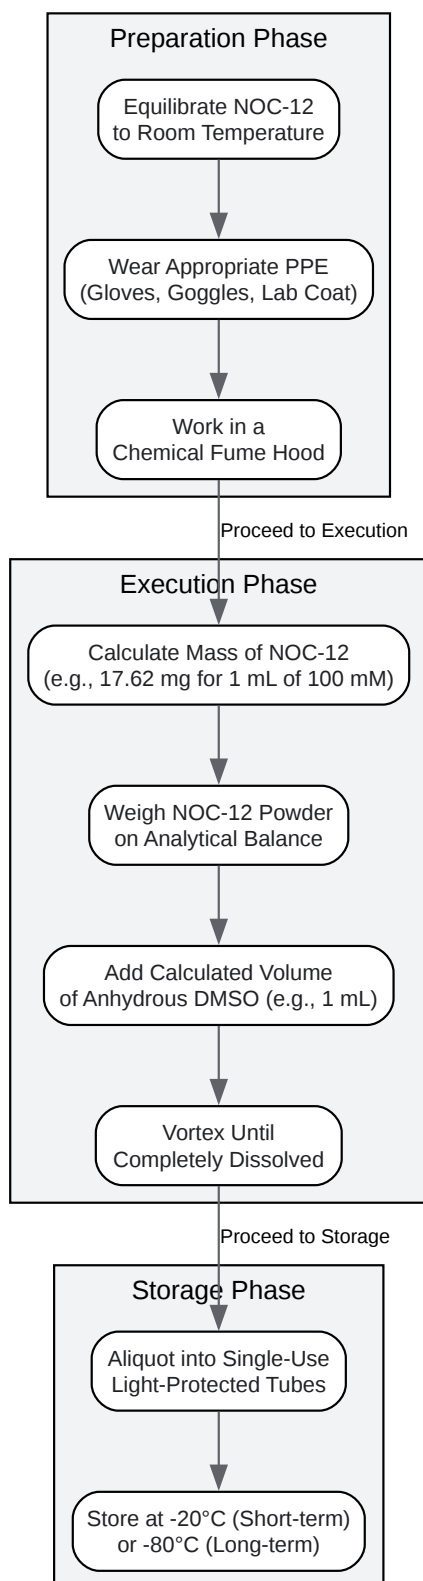 Preparation Phase
Equilibrate NOC-12
to Room Temperature
Wear Appropriate PPE
(Gloves, Goggles, Lab Coat)
Work in a
Chemical Fume Hood
Proceed to Execution
Execution Phase
Calculate Mass of NOC-12
(e.g., 17.62 mg for 1 mL of 100 mM)
Weigh NOC-12 Powder
on Analytical Balance
Add Calculated Volume
of Anhydrous DMSO (e.g., 1 mL)
Vortex Until
Completely Dissolved
Proceed to Storage
Storage Phase
Aliquot into Single-Use
Light-Protected Tubes
Store at -20°C (Short-term)
or -80°C (Long-term)